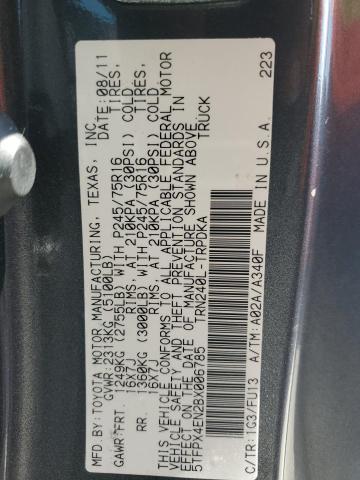 MFD.BY:TOYOTA MOTOR MANUFACTURING, TEXAS, INC. DATE:08/11
GVWR:2313KG (5100LB)
GAWR:FRT. 1249KG (2755LB) WITH P245/75R16 TIRES,
16X7J RIMS, AT 210KPA (30PSI) COLD
RR. 1360KG (3000LB) WITH P245/75R16 TIRES,
16X7J RIMS, AT 210KPA (30PSI) COLD
THIS VEHICLE CONFORMS TO ALL APPLICABLE FEDERAL MOTOR
VEHICLE SAFETY AND THEFT PREVENTION STANDARDS IN
EFFECT ON THE DATE OF MANUFACTURE SHOWN ABOVE.
5TFPX4EN2BX006785 TRUCK
TRN240L-TRPDKA
C/TR:1G3/FU13 A/TM:A02A/A340F MADE IN U.S.A. 223